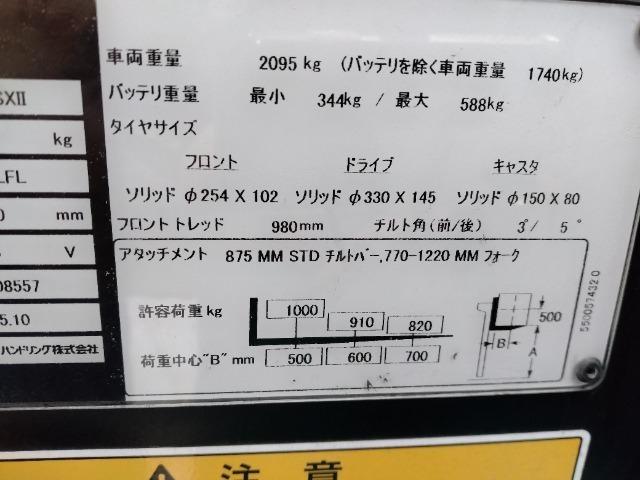 車両重量 2095 kg (バッテリを除く車両重量 1740kg)
バッテリ重量 最小 344kg / 最大 588kg
タイヤサイズ
フロント ドライブ キャスタ
ソリッド φ254 X 102 ソリッド φ330 X 145 ソリッド φ150 X 80
フロント トレッド 980mm チルト角(前/後) 3°/ 5°
アタッチメント 875 MM STD チルトバー,770-1220 MM フォーク
許容荷重 kg 1000 910 820
荷重中心"B" mm 500 600 700
500
B A
550057432 0
SXII
kg
LFL
0 mm
V
08557
5.10
ハンドリング株式会社
注 意